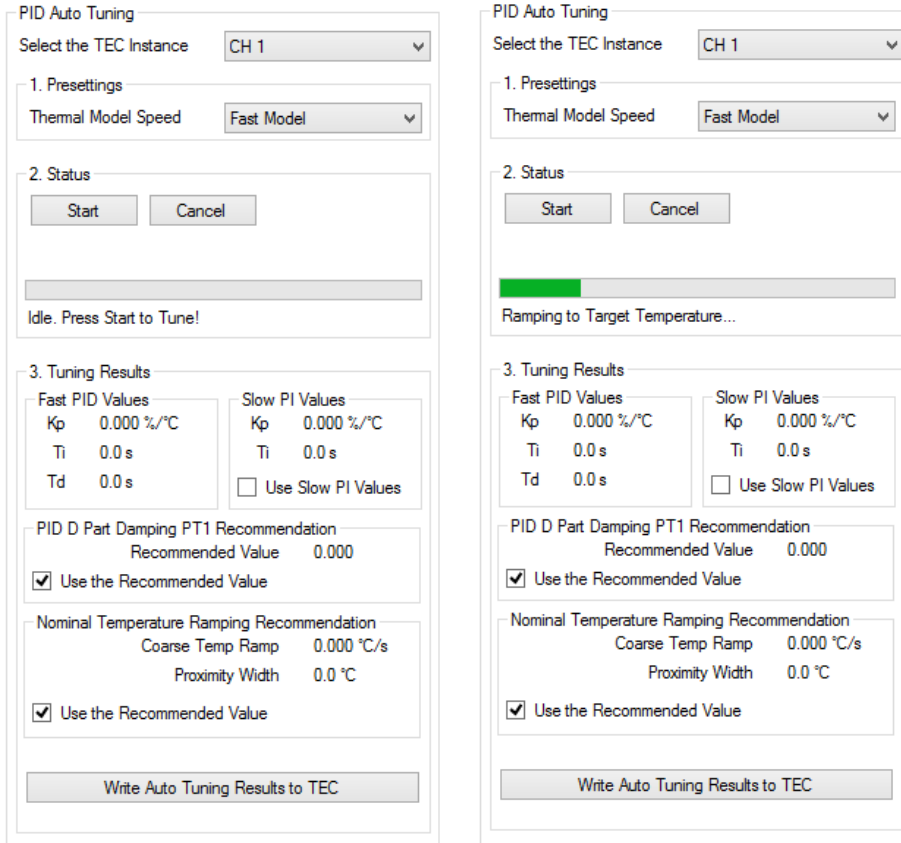 PID Auto Tuning
Select the TEC Instance CH 1
1. Presettings
Thermal Model Speed Fast Model
2. Status
Start Cancel
Idle. Press Start to Tune!
3. Tuning Results
Fast PID Values Slow PI Values
Kp 0.000 %/°C Kp 0.000 %/°C
Ti 0.0 s Ti 0.0 s
Td 0.0 s Use Slow PI Values
PID D Part Damping PT1 Recommendation
Recommended Value 0.000
Use the Recommended Value
Nominal Temperature Ramping Recommendation
Coarse Temp Ramp 0.000 °C/s
Proximity Width 0.0 °C
Use the Recommended Value
Write Auto Tuning Results to TEC
PID Auto Tuning
Select the TEC Instance CH 1
1. Presettings
Thermal Model Speed Fast Model
2. Status
Start Cancel
Ramping to Target Temperature...
3. Tuning Results
Fast PID Values Slow PI Values
Kp 0.000 %/°C Kp 0.000 %/°C
Ti 0.0 s Ti 0.0 s
Td 0.0 s Use Slow PI Values
PID D Part Damping PT1 Recommendation
Recommended Value 0.000
Use the Recommended Value
Nominal Temperature Ramping Recommendation
Coarse Temp Ramp 0.000 °C/s
Proximity Width 0.0 °C
Use the Recommended Value
Write Auto Tuning Results to TEC